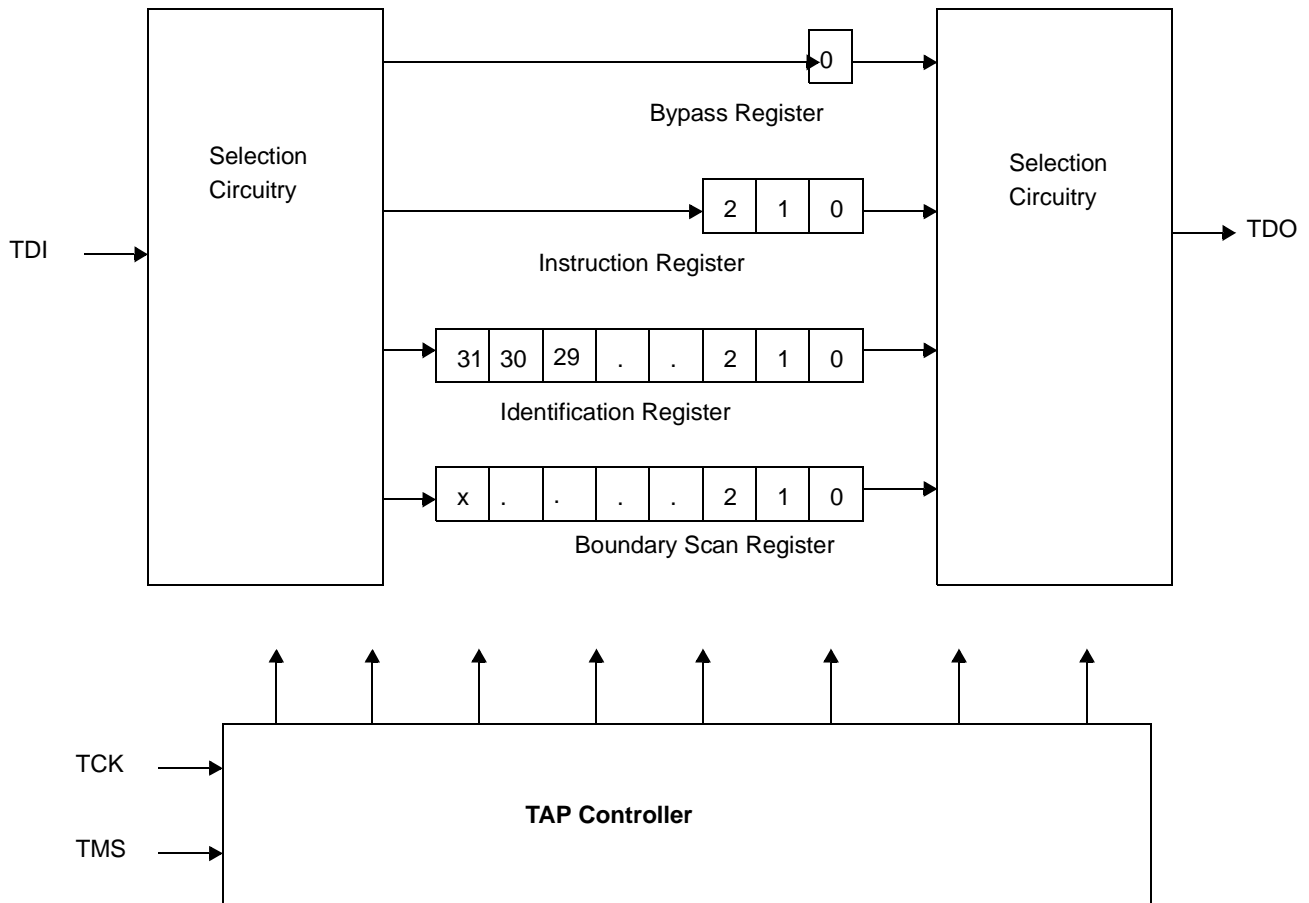 0
Bypass Register
Selection
Circuitry
Selection
Circuitry
2 1 0
TDI
TDO
Instruction Register
31 30 29 . . 2 1 0
Identification Register
x . . . . 2 1 0
Boundary Scan Register
TCK
TAP Controller
TMS